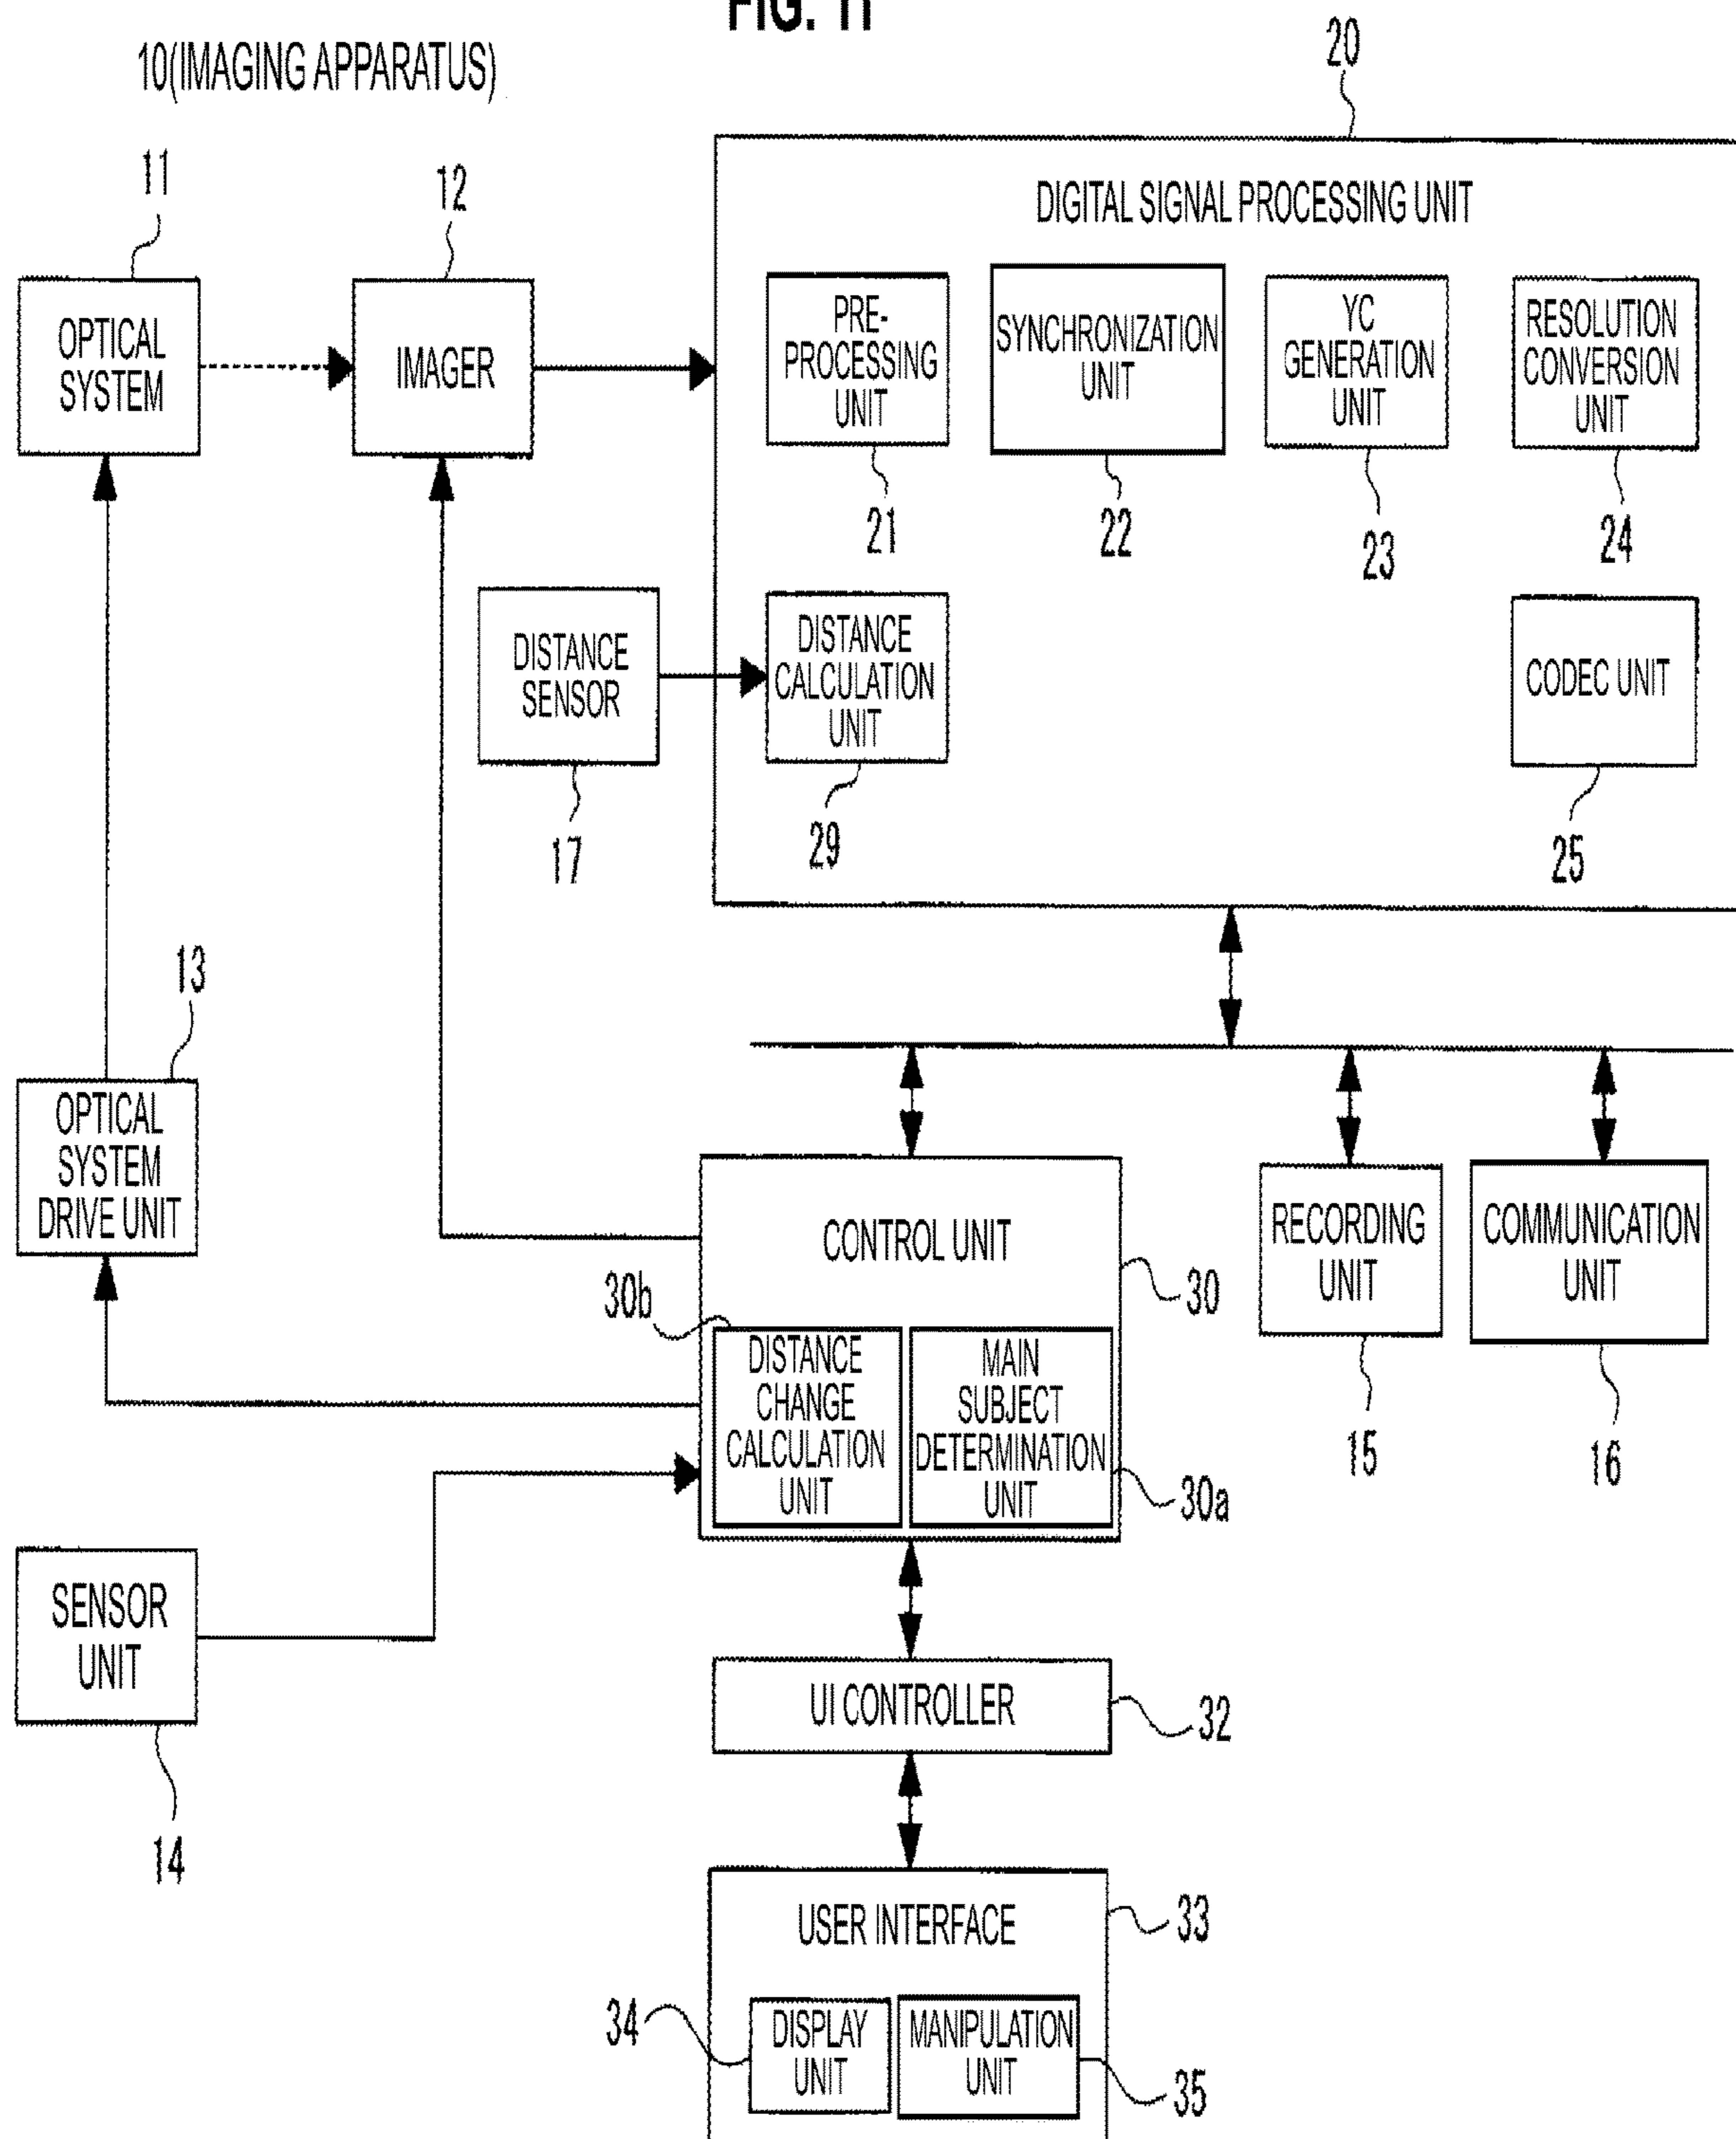 FIG. 11
10(IMAGING APPARATUS)
20
11
12
DIGITAL SIGNAL PROCESSING UNIT
OPTICAL
SYSTEM
IMAGER
PRE-
PROCESSING
UNIT
SYNCHRONIZATION
UNIT
YC
GENERATION
UNIT
RESOLUTION
CONVERSION
UNIT
21
22
23
24
DISTANCE
SENSOR
DISTANCE
CALCULATION
UNIT
CODEC UNIT
17
29
25
13
OPTICAL
SYSTEM
DRIVE UNIT
CONTROL UNIT
30
30b
DISTANCE
CHANGE
CALCULATION
UNIT
MAIN
SUBJECT
DETERMINATION
UNIT
30a
RECORDING
UNIT
COMMUNICATION
UNIT
15
16
SENSOR
UNIT
14
UI CONTROLLER
32
USER INTERFACE
33
34
DISPLAY
UNIT
MANIPULATION
UNIT
35